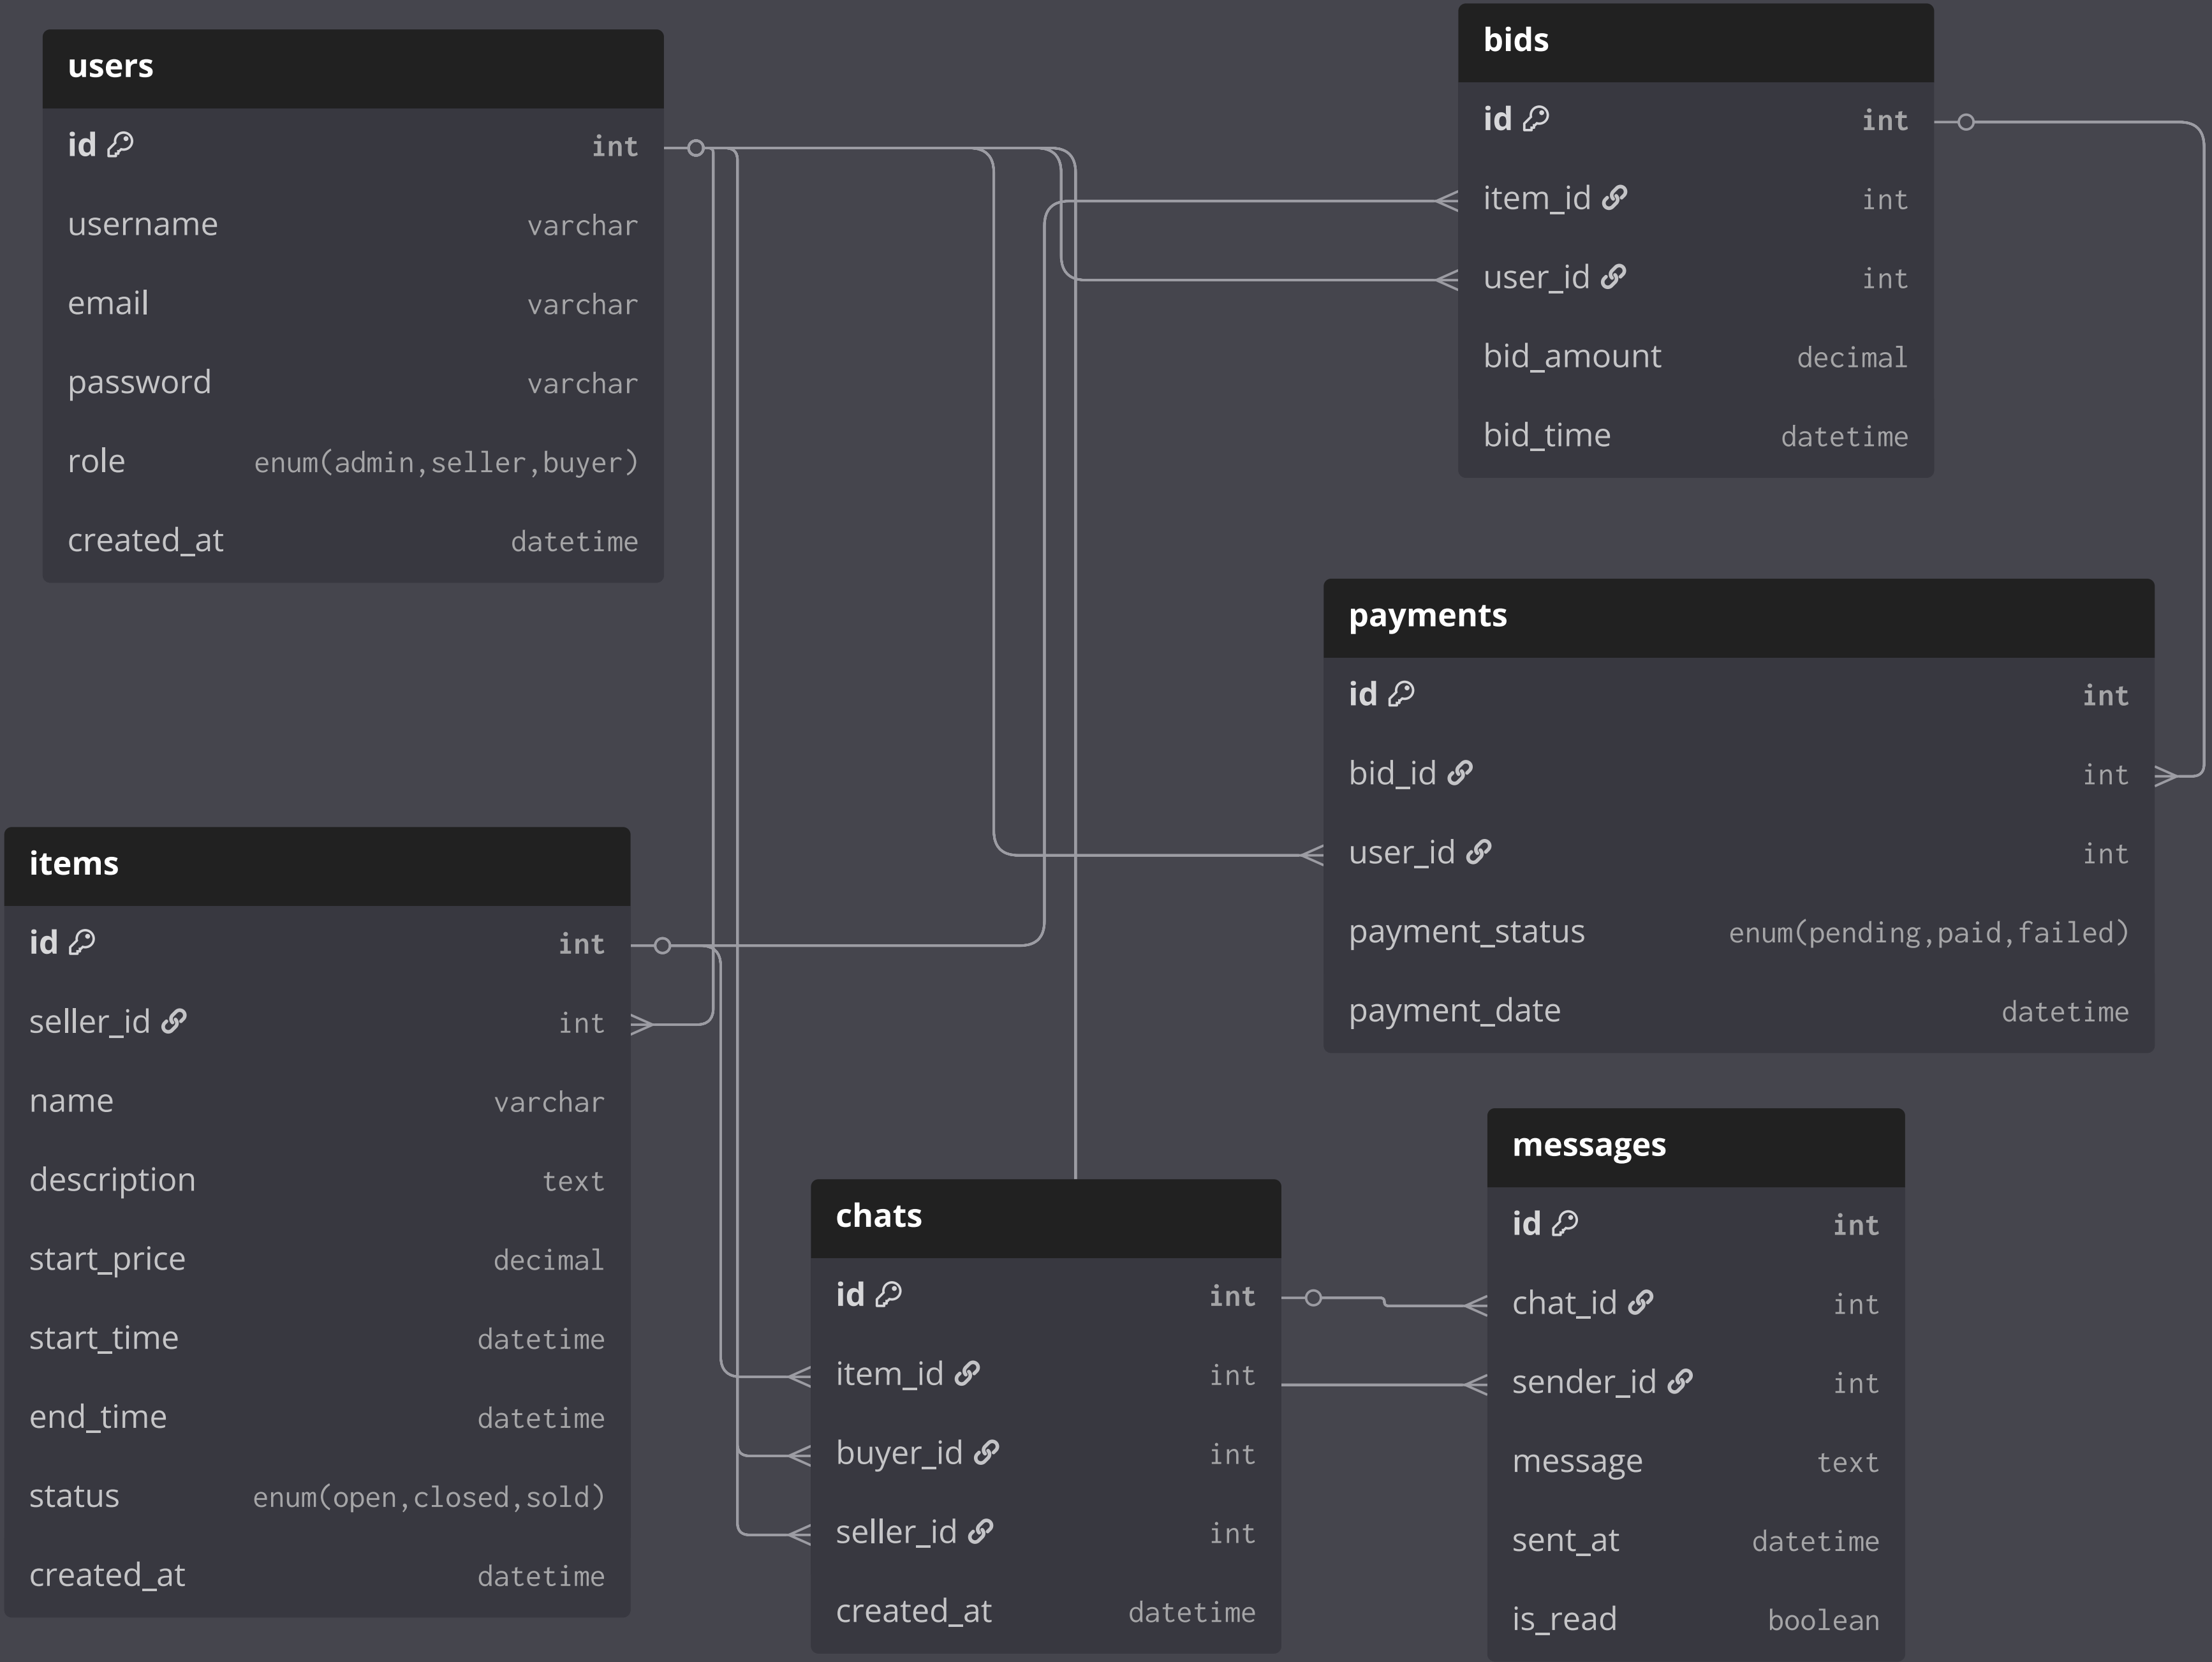 users
id int
username varchar
email varchar
password varchar
role enum(admin,seller,buyer)
created_at datetime
bids
id int
item_id int
user_id int
bid_amount decimal
bid_time datetime
payments
id int
bid_id int
user_id int
payment_status enum(pending,paid,failed)
payment_date datetime
items
id int
seller_id int
name varchar
description text
start_price decimal
start_time datetime
end_time datetime
status enum(open,closed,sold)
created_at datetime
chats
id int
item_id int
buyer_id int
seller_id int
created_at datetime
messages
id int
chat_id int
sender_id int
message text
sent_at datetime
is_read boolean